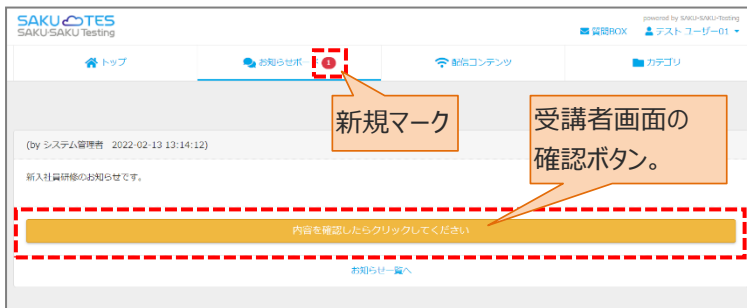 SAKU TES
SAKU-SAKU Testing
powered by SAKU-SAKU-Testing
質問BOX
テスト ユーザー01
トップ
お知らせボード
1
配信コンテンツ
カテゴリ
新規マーク
受講者画面の
確認ボタン。
(by システム管理者 2022-02-13 13:14:12)
新入社員研修のお知らせです。
内容を確認したらクリックしてください
お知らせ一覧へ